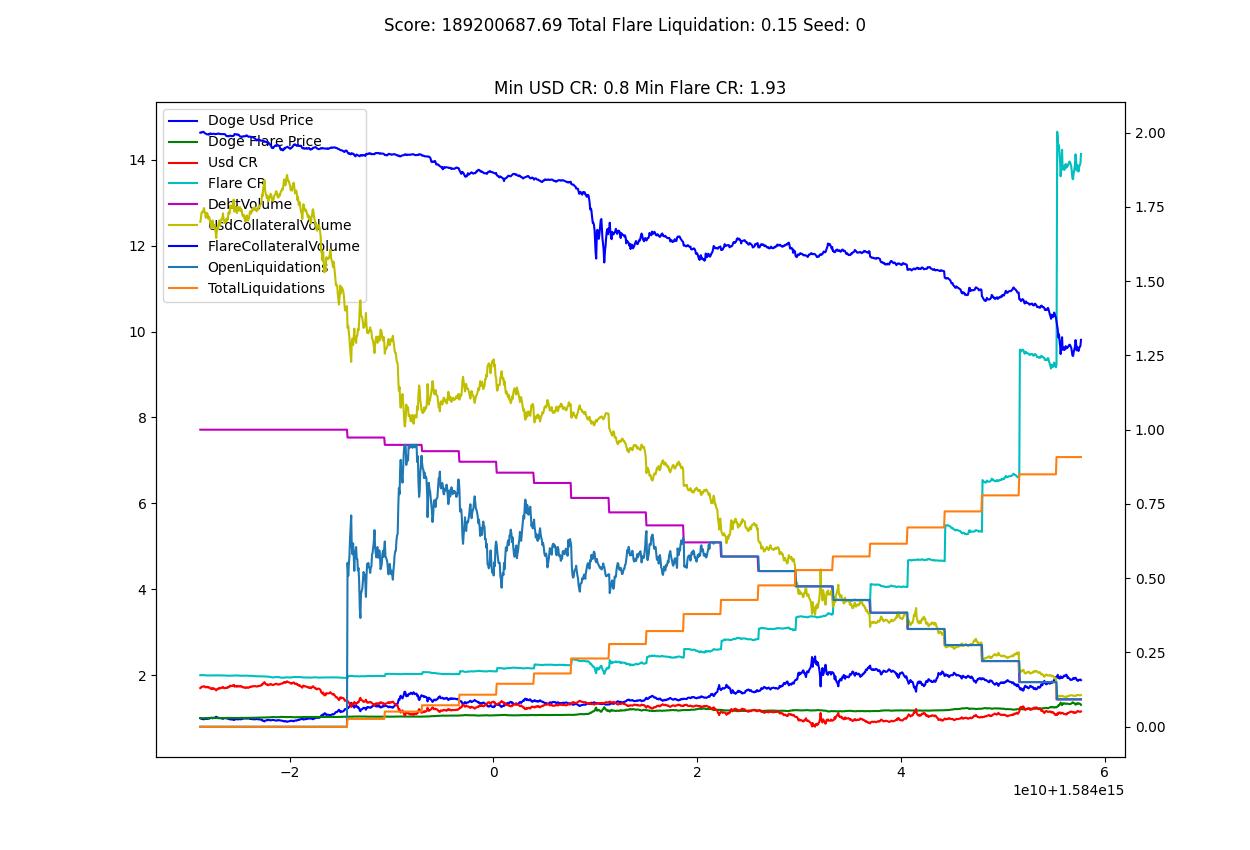 Score: 189200687.69 Total Flare Liquidation: 0.15 Seed: 0
Min USD CR: 0.8 Min Flare CR: 1.93
Doge Usd Price
Doge Flare Price
Usd CR
Flare CR
DebtVolume
UsdCollateralVolume
FlareCollateralVolume
OpenLiquidations
TotalLiquidations
14
12
10
8
6
4
2
2.00
1.75
1.50
1.25
1.00
0.75
0.50
0.25
0.00
−2
0
2
4
6
1e10+1.584e15